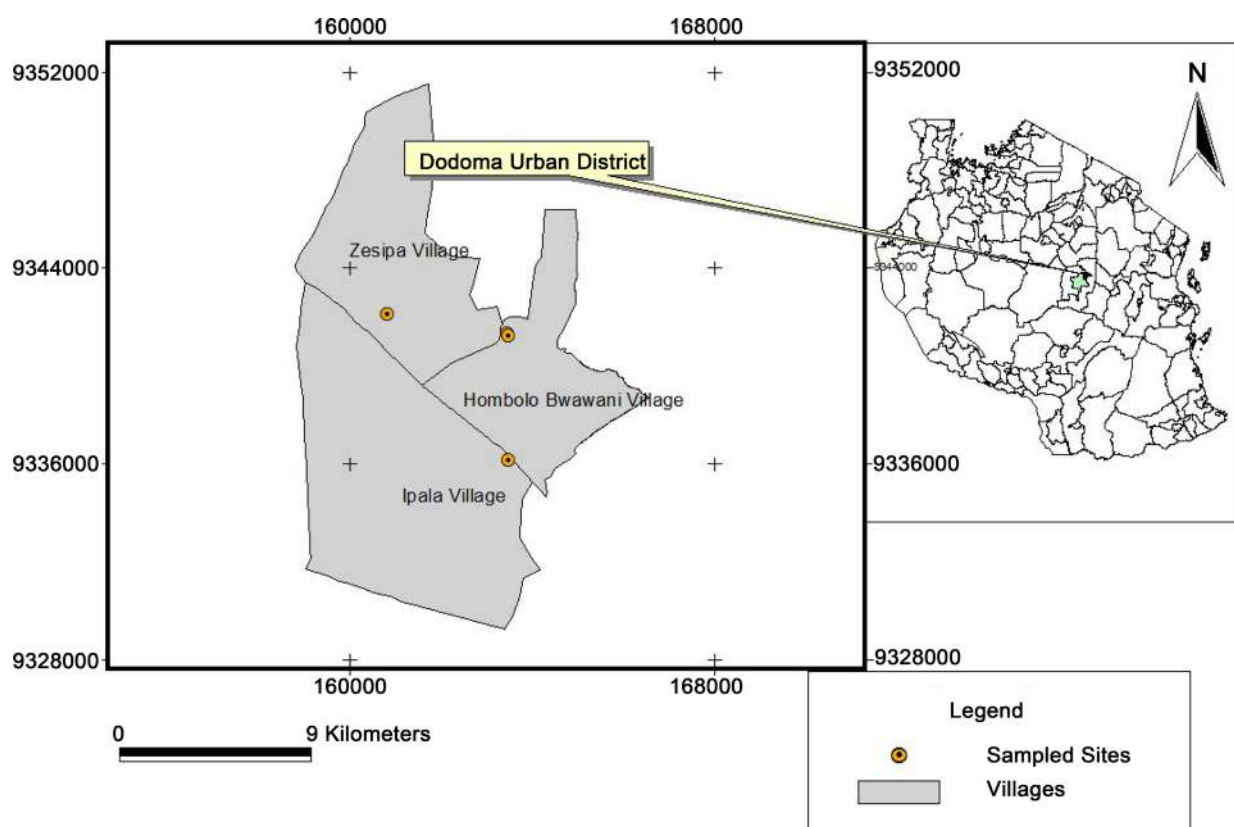 160000
168000
9352000
9352000
N
Dodoma Urban District
Zesipa Village
9344000
9344000
Hombolo Bwawani Village
9336000
9336000
Ipala Village
9328000
9328000
160000
168000
0
9 Kilometers
Legend
Sampled Sites
Villages